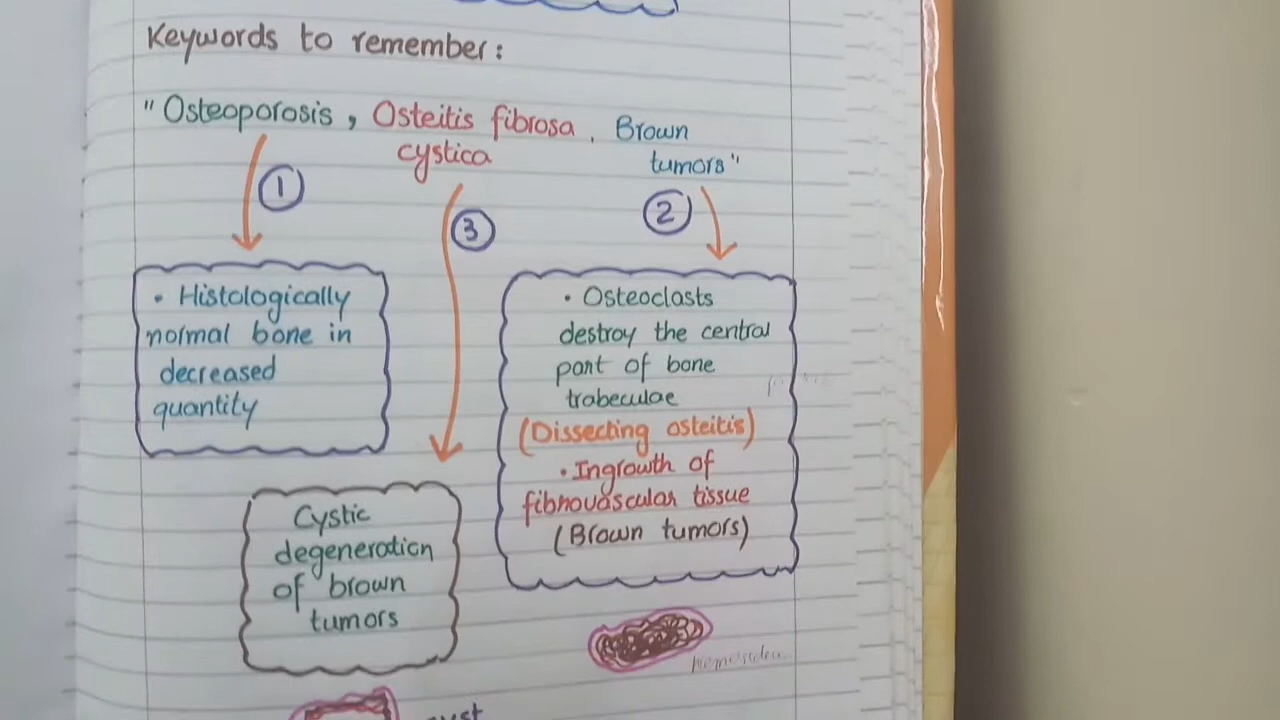 Keywords to remember:
"Osteoporosis, Osteitis fibrosa cystica, Brown tumors"
1
3
2
• Histologically
normal bone in
decreased
quantity
• Osteoclasts
destroy the central
part of bone
trabeculae
(Dissecting osteitis)
• Ingrowth of
fibrovascular tissue
(Brown tumors)
Cystic
degeneration
of brown
tumors